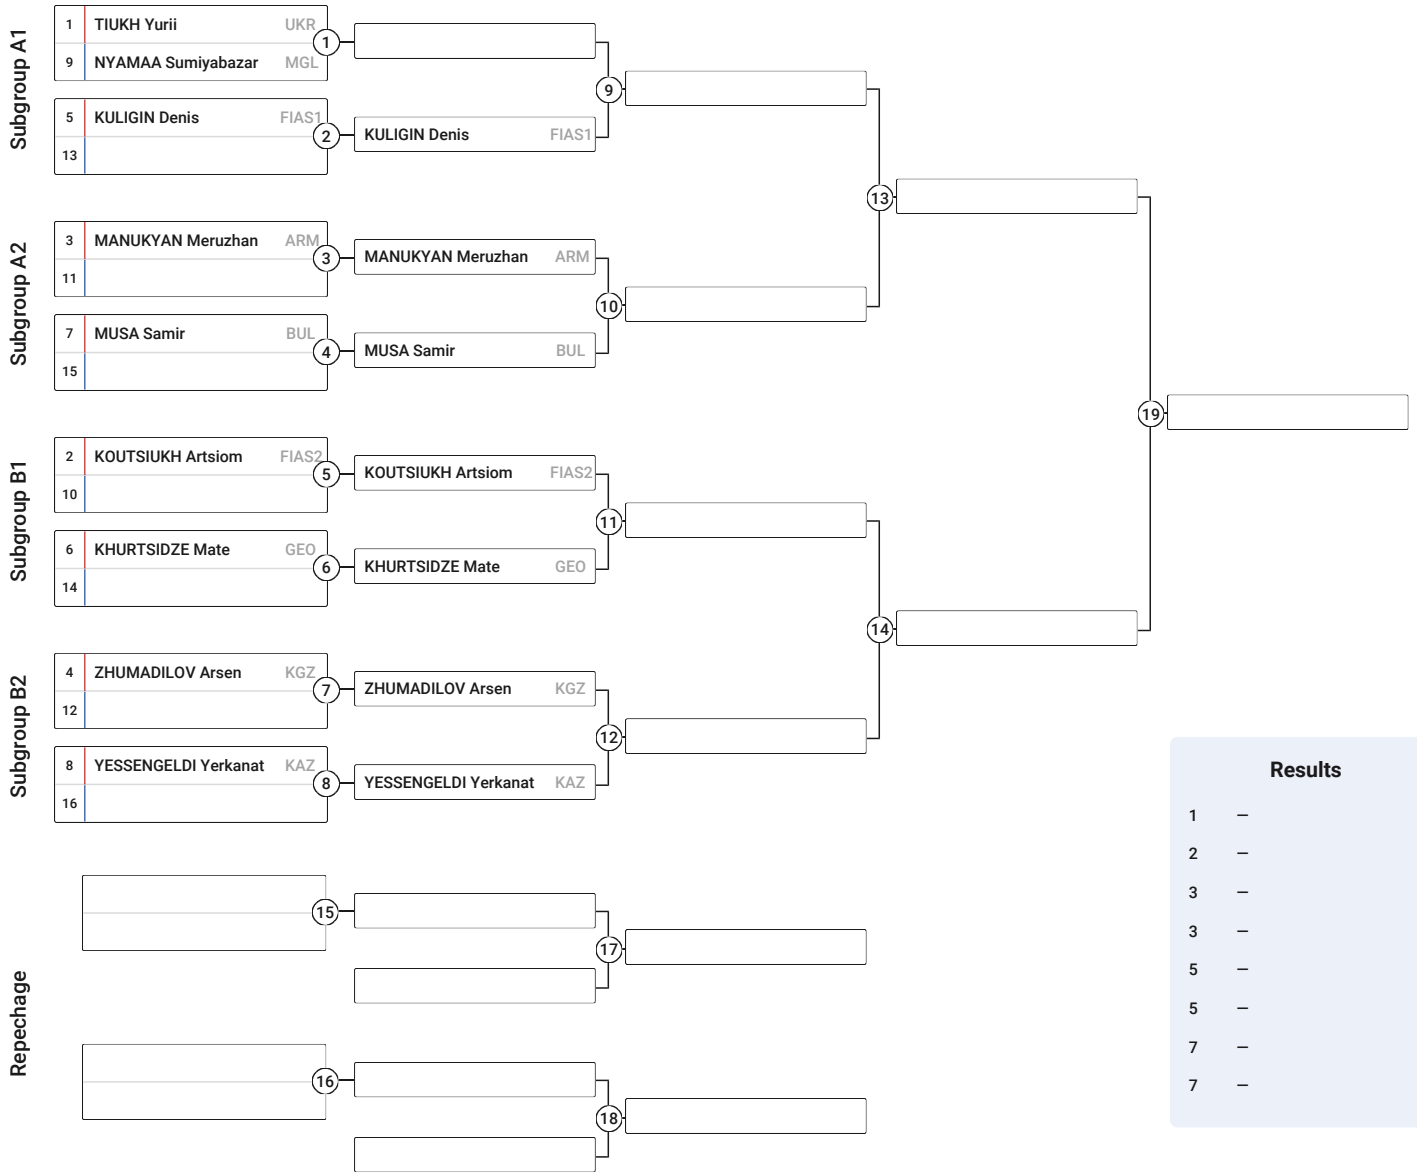 Subgroup A1
1 TIUKH Yurii UKR
9 NYAMAA Sumiyabazar MGL
1
5 KULIGIN Denis FIAS1
13
2
KULIGIN Denis FIAS1
9
Subgroup A2
3 MANUKYAN Meruzhan ARM
11
3
MANUKYAN Meruzhan ARM
7 MUSA Samir BUL
15
4
MUSA Samir BUL
10
13
Subgroup B1
2 KOUTSIUKH Artsiom FIAS2
10
5
KOUTSIUKH Artsiom FIAS2
6 KHURTSIDZE Mate GEO
14
6
KHURTSIDZE Mate GEO
11
Subgroup B2
4 ZHUMADILOV Arsen KGZ
12
7
ZHUMADILOV Arsen KGZ
8 YESSENGELDI Yerkanat KAZ
16
8
YESSENGELDI Yerkanat KAZ
12
14
19
Repechage
15
17
16
18
Results
1 –
2 –
3 –
3 –
5 –
5 –
7 –
7 –